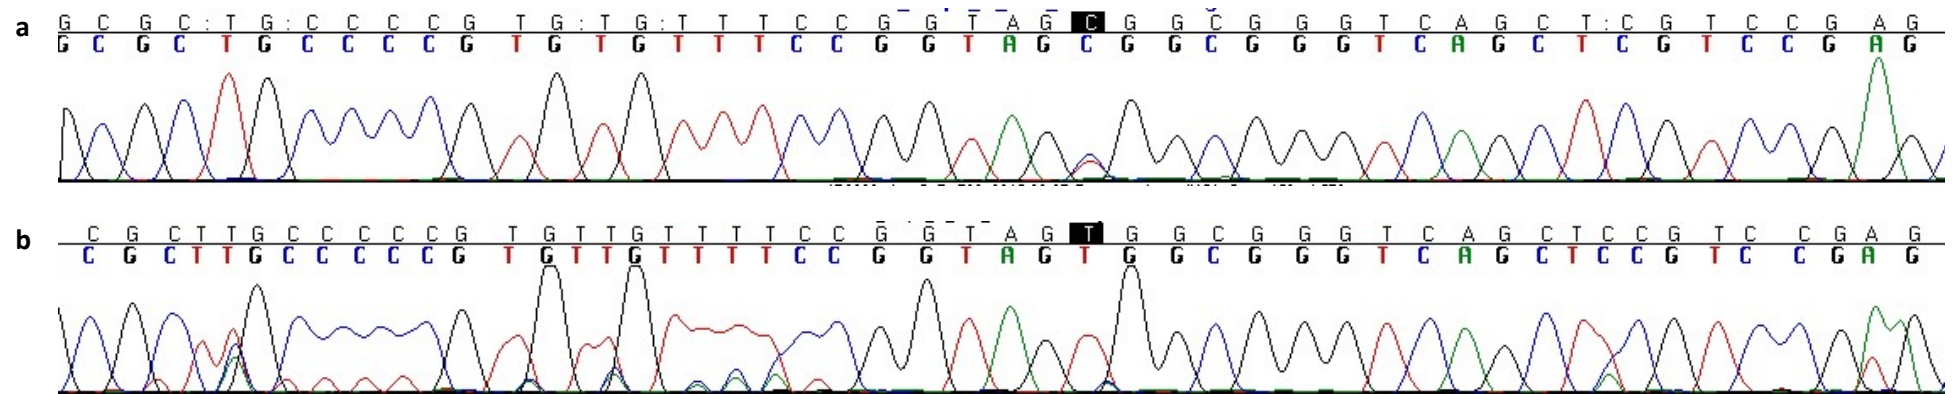 a
G C G C : T G : C C C C G T G : T G : T T T C C G G T A G C G G C G G G T C A G C T : C G T C C G A G
G C G C T G C C C C G T G T G T T T C C G G T A G C G G C G G G T C A G C T C G T C C G A G
b
C G C T T G C C C C C G T G T T G T T T T C C G G T A G T G G C G G G T C A G C T C C G T C C G A G
C G C T T G C C C C C G T G T T G T T T T C C G G T A G T G G C G G G T C A G C T C C G T C C G A G